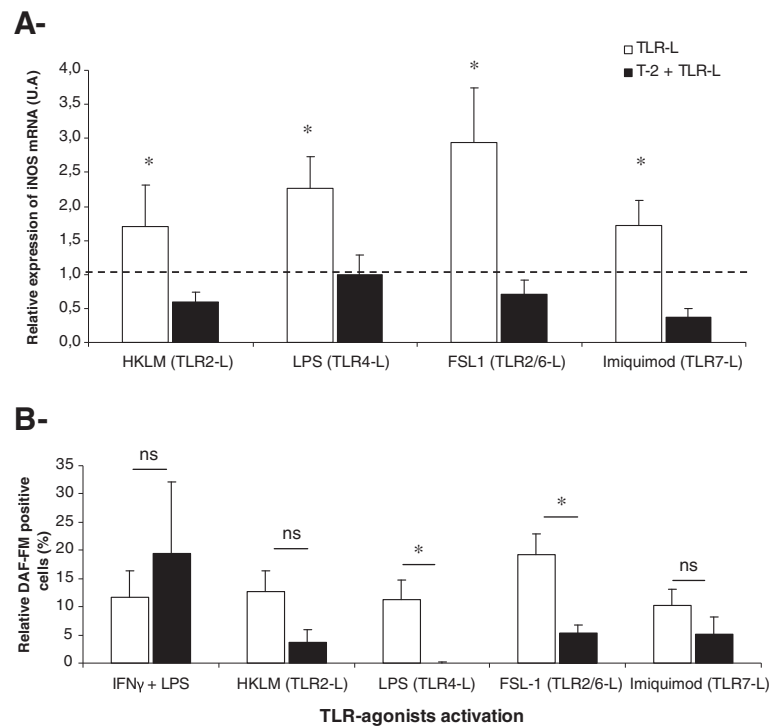 A-
TLR-L
T-2 + TLR-L
Relative expression of iNOS mRNA (U.A)
4,0
3,5
3,0
2,5
2,0
1,5
1,0
0,5
0,0
*
*
*
*
HKLM (TLR2-L) LPS (TLR4-L) FSL1 (TLR2/6-L) Imiquimod (TLR7-L)
B-
Relative DAF-FM positive
cells (%)
35
30
25
20
15
10
5
0
ns
ns
*
*
ns
IFNγ + LPS HKLM (TLR2-L) LPS (TLR4-L) FSL-1 (TLR2/6-L) Imiquimod (TLR7-L)
TLR-agonists activation